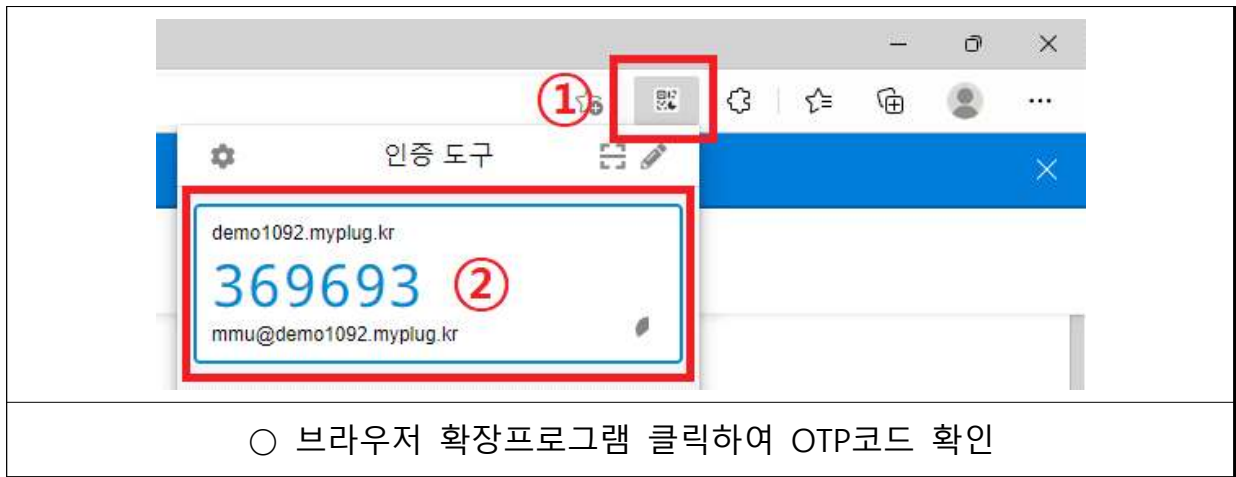 ①
인증 도구
demo1092.myplug.kr
369693 ②
mmu@demo1092.myplug.kr
○ 브라우저 확장프로그램 클릭하여 OTP코드 확인